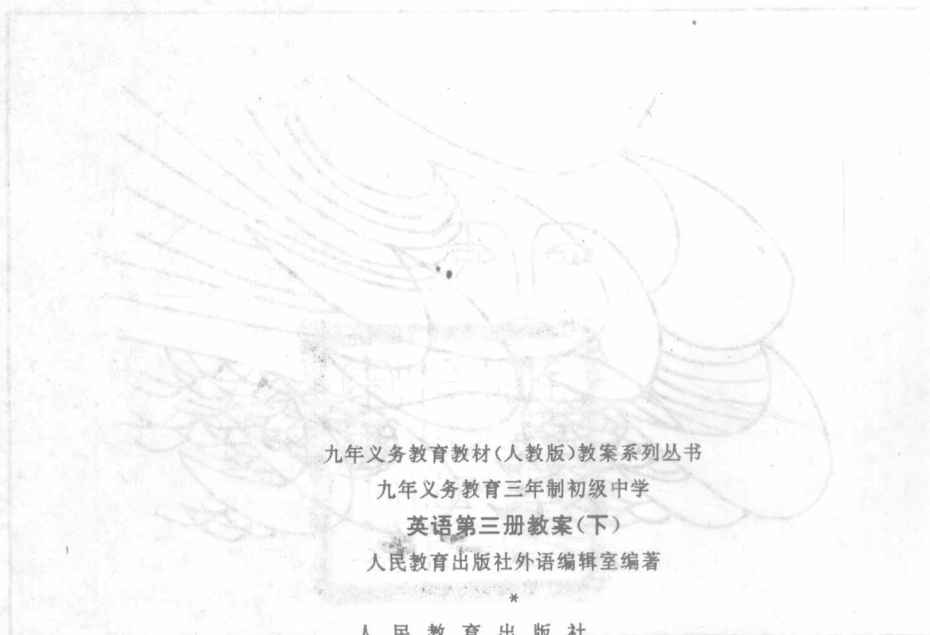 九年义务教育教材(人教版)教案系列丛书
九年义务教育三年制初级中学
英语第三册教案(下)
人民教育出版社外语编辑室编著
*
人民教育出版社